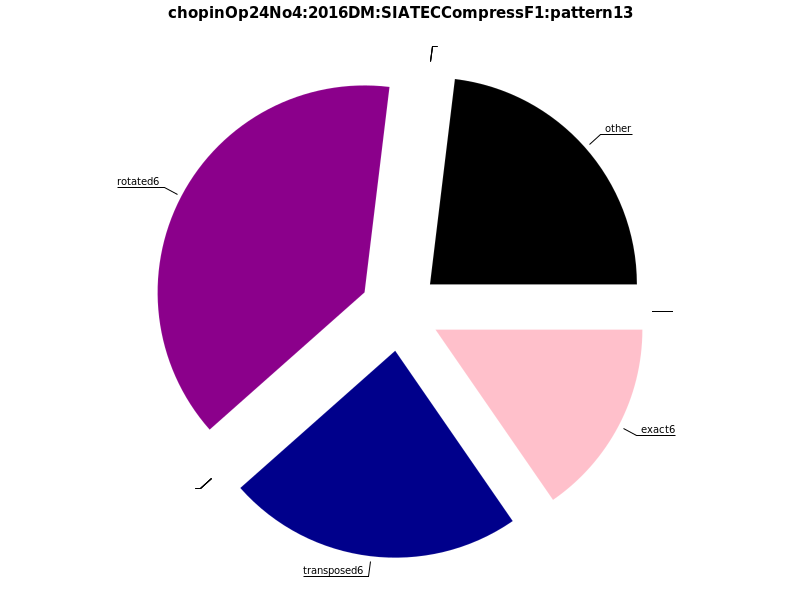 chopinOp24No4:2016DM:SIATECCompressF1:pattern13
other
rotated6
exact6
transposed6